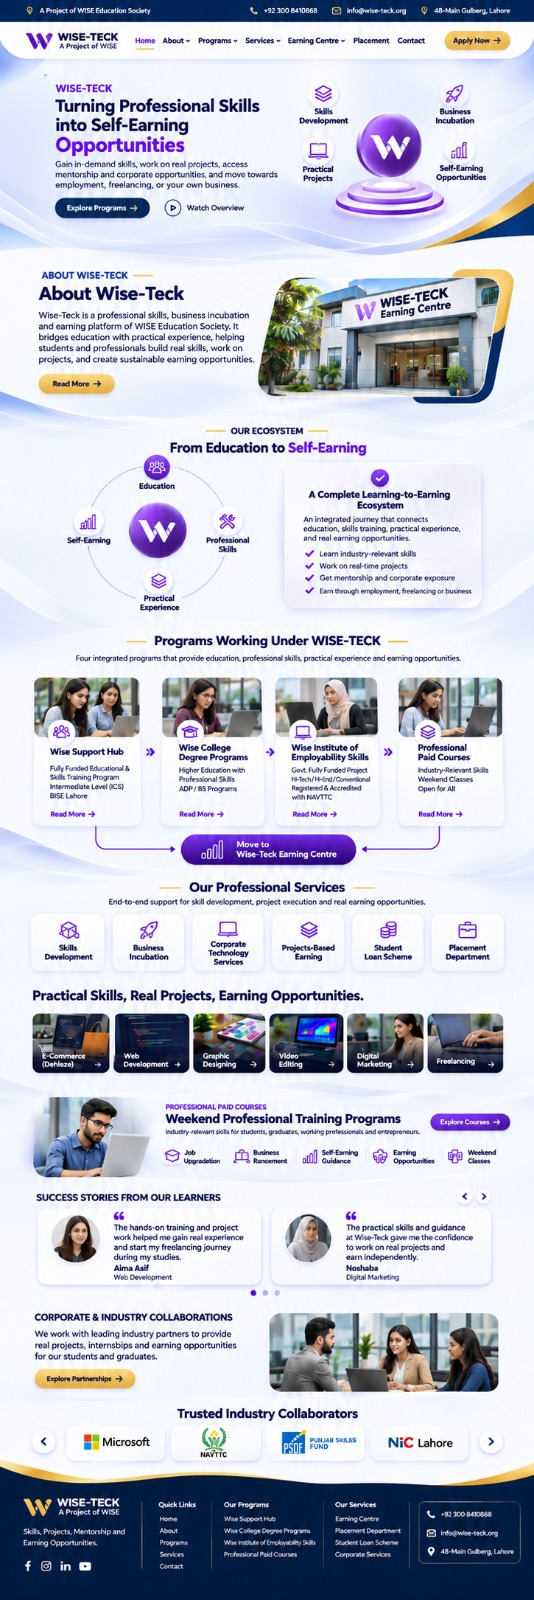 A Project of WISE Education Society
+92 300 8410668
info@wise-teck.org
48-Main Gulberg, Lahore
WISE-TECK
A Project of WISE
Home
About
Programs
Services
Earning Centre
Placement
Contact
Apply Now →
WISE-TECK
Turning Professional Skills
into Self-Earning
Opportunities
Gain in-demand skills, work on real projects, access
mentorship and corporate opportunities, and move towards
employment, freelancing, or your own business.
Explore Programs →
Watch Overview
Skills
Development
Business
Incubation
Practical
Projects
Self-Earning
Opportunities
W
ABOUT WISE-TECK
About Wise-Teck
Wise-Teck is a professional skills, business incubation
and earning platform of WISE Education Society. It
bridges education with practical experience, helping
students and professionals build real skills, work on
projects, and create sustainable earning opportunities.
Read More →
WISE-TECK
Earning Centre
OUR ECOSYSTEM
From Education to Self-Earning
Education
Self-Earning
W
Professional
Skills
Practical
Experience
A Complete Learning-to-Earning
Ecosystem
An integrated journey that connects
education, skills training, practical experience,
and real earning opportunities.
Learn industry-relevant skills
Work on real-time projects
Get mentorship and corporate exposure
Earn through employment, freelancing or business
Programs Working Under WISE-TECK
Four integrated programs that provide education, professional skills, practical experience and earning opportunities.
Wise Support Hub
Fully Funded Educational &
Skills Training Program
Intermediate Level (ICS)
BISE Lahore
Read More →
Wise College
Degree Programs
Higher Education with
Professional Skills
ADP / BS Programs
Read More →
Wise Institute of
Employability Skills
Govt. Fully Funded Project
Hi-Tech/Hi-End/Conventional
Registered & Accredited
with NAVTTC
Read More →
Professional
Paid Courses
Industry-Relevant Skills
Weekend Classes
Open for All
Read More →
Move to
Wise-Teck Earning Centre
Our Professional Services
End-to-end support for skill development, project execution and real earning opportunities.
Skills
Development
Business
Incubation
Corporate
Technology
Services
Projects-Based
Earning
Student
Loan Scheme
Placement
Department
Practical Skills, Real Projects, Earning Opportunities.
E-Commerce
(Dehleze) →
Web
Development →
Graphic
Designing →
Video
Editing →
Digital
Marketing →
Freelancing →
PROFESSIONAL PAID COURSES
Weekend Professional Training Programs
Industry-relevant skills for students, graduates, working professionals and entrepreneurs.
Explore Courses →
Job
Upgradation
Business
Rancement
Self-Earning
Guidance
Earning
Opportunities
Weekend
Classes
SUCCESS STORIES FROM OUR LEARNERS
The hands-on training and project
work helped me gain real experience
and start my freelancing journey
during my studies.
Aima Asif
Web Development
The practical skills and guidance
at Wise-Teck gave me the confidence
to work on real projects and
earn independently.
Noshaba
Digital Marketing
CORPORATE & INDUSTRY COLLABORATIONS
We work with leading industry partners to provide
real projects, internships and earning opportunities
for our students and graduates.
Explore Partnerships →
Trusted Industry Collaborators
Microsoft
NAVTTC
PSDF
PUNJAB SKILLS
FUND
NiC Lahore
WISE-TECK
A Project of WISE
Skills, Projects, Mentorship and
Earning Opportunities.
Quick Links
Home
About
Programs
Services
Contact
Our Programs
Wise Support Hub
Wise College Degree Programs
Wise Institute of Employability Skills
Professional Paid Courses
Our Services
Earning Centre
Placement Department
Student Loan Scheme
Corporate Services
+92 300 8410668
info@wise-teck.org
48-Main Gulberg, Lahore